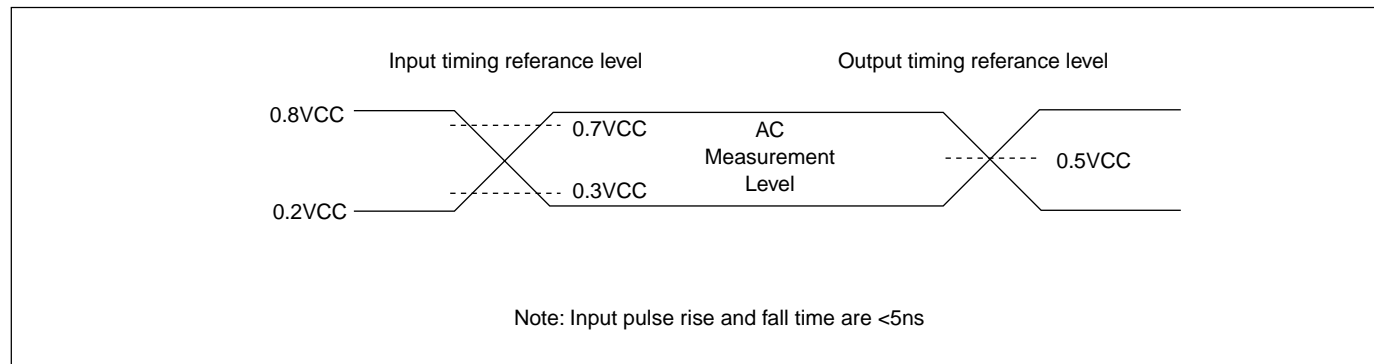 Input timing referance level
Output timing referance level
0.8VCC
0.7VCC
AC
Measurement
Level
0.5VCC
0.3VCC
0.2VCC
Note: Input pulse rise and fall time are <5ns